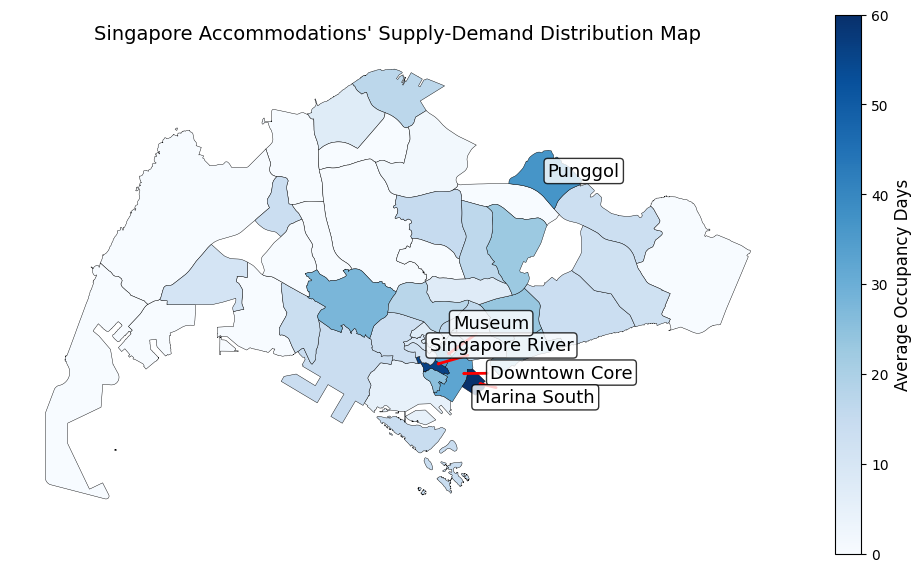 Singapore Accommodations' Supply-Demand Distribution Map
Punggol
Museum
Singapore River
Downtown Core
Marina South
60
50
40
30
20
10
0
Average Occupancy Days